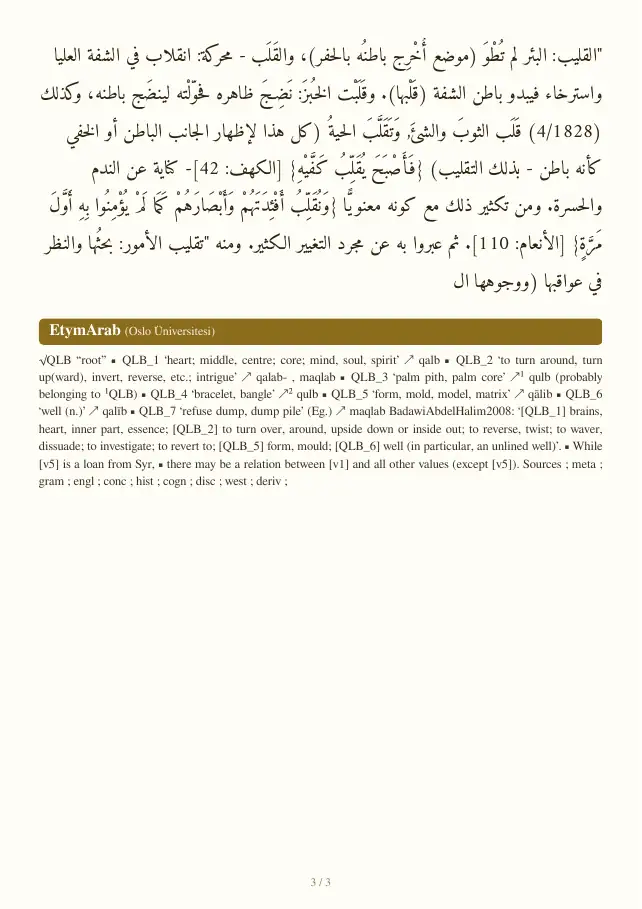 "القليب: البئر لم تُطْوَ (موضع أُخْرِج باطنُه بالحفر)، والقَلَب - محركة: انقلاب في الشفة العليا
واسترخاء فيبدو باطن الشفة (قَلْبها). وقَلَبْت الخُبْزَ: نَضِجَ ظاهره فحَوّلْته لينضَج باطنه، وكذلك
(4/1828) قَلَب الثوبَ والشئَ, وَتَقَلَّبَ الحيةُ (كل هذا لإظهار الجانب الباطن أو الخفي
كأنه باطن - بذلك التقليب) {فَأَصْبَحَ يُقَلِّبُ كَفَّيْهِ} [الكهف: 42]- كناية عن الندم
والحسرة. ومن تكثير ذلك مع كونه معنويًّا {وَنُقَلِّبُ أَفْئِدَتَهُمْ وَأَبْصَارَهُمْ كَمَا لَمْ يُؤْمِنُوا بِهِ أَوَّلَ
مَرَّةٍ} [الأنعام: 110]. ثم عبروا به عن مجرد التغيير الكثير. ومنه "تقليب الأمور: بحثُها والنظر
في عواقبها (ووجوهها ال
EtymArab (Oslo Üniversitesi)
√QLB “root” ▪ QLB_1 ‘heart; middle, centre; core; mind, soul, spirit’ ↗ qalb ▪ QLB_2 ‘to turn around, turn
up(ward), invert, reverse, etc.; intrigue’ ↗ qalab- , maqlab ▪ QLB_3 ‘palm pith, palm core’ ↗¹ qulb (probably
belonging to ¹QLB) ▪ QLB_4 ‘bracelet, bangle’ ↗² qulb ▪ QLB_5 ‘form, mold, model, matrix’ ↗ qālib ▪ QLB_6
‘well (n.)’ ↗ qalīb ▪ QLB_7 ‘refuse dump, dump pile’ (Eg.) ↗ maqlab BadawiAbdelHalim2008: ‘[QLB_1] brains,
heart, inner part, essence; [QLB_2] to turn over, around, upside down or inside out; to reverse, twist; to waver,
dissuade; to investigate; to revert to; [QLB_5] form, mould; [QLB_6] well (in particular, an unlined well)’. ▪ While
[v5] is a loan from Syr, ▪ there may be a relation between [v1] and all other values (except [v5]). Sources ; meta ;
gram ; engl ; conc ; hist ; cogn ; disc ; west ; deriv ;
3 / 3